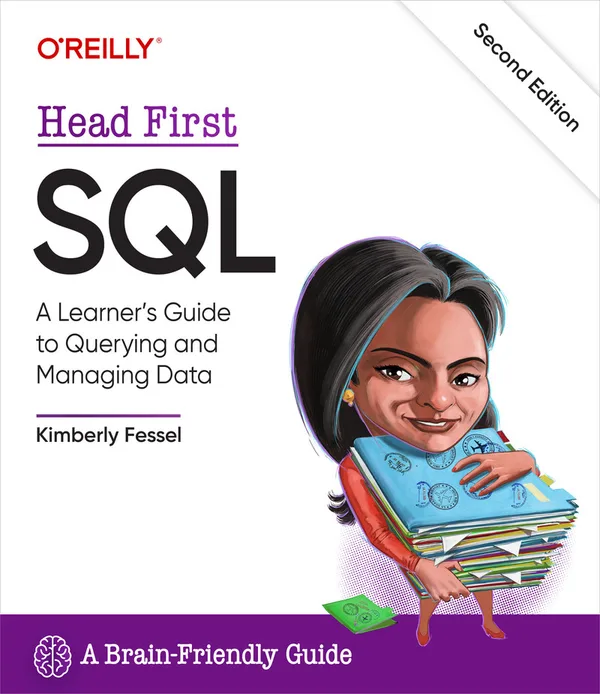 O'REILLY®
Second Edition
Head First
SQL
A Learner's Guide
to Querying and
Managing Data
Kimberly Fessel
A Brain-Friendly Guide